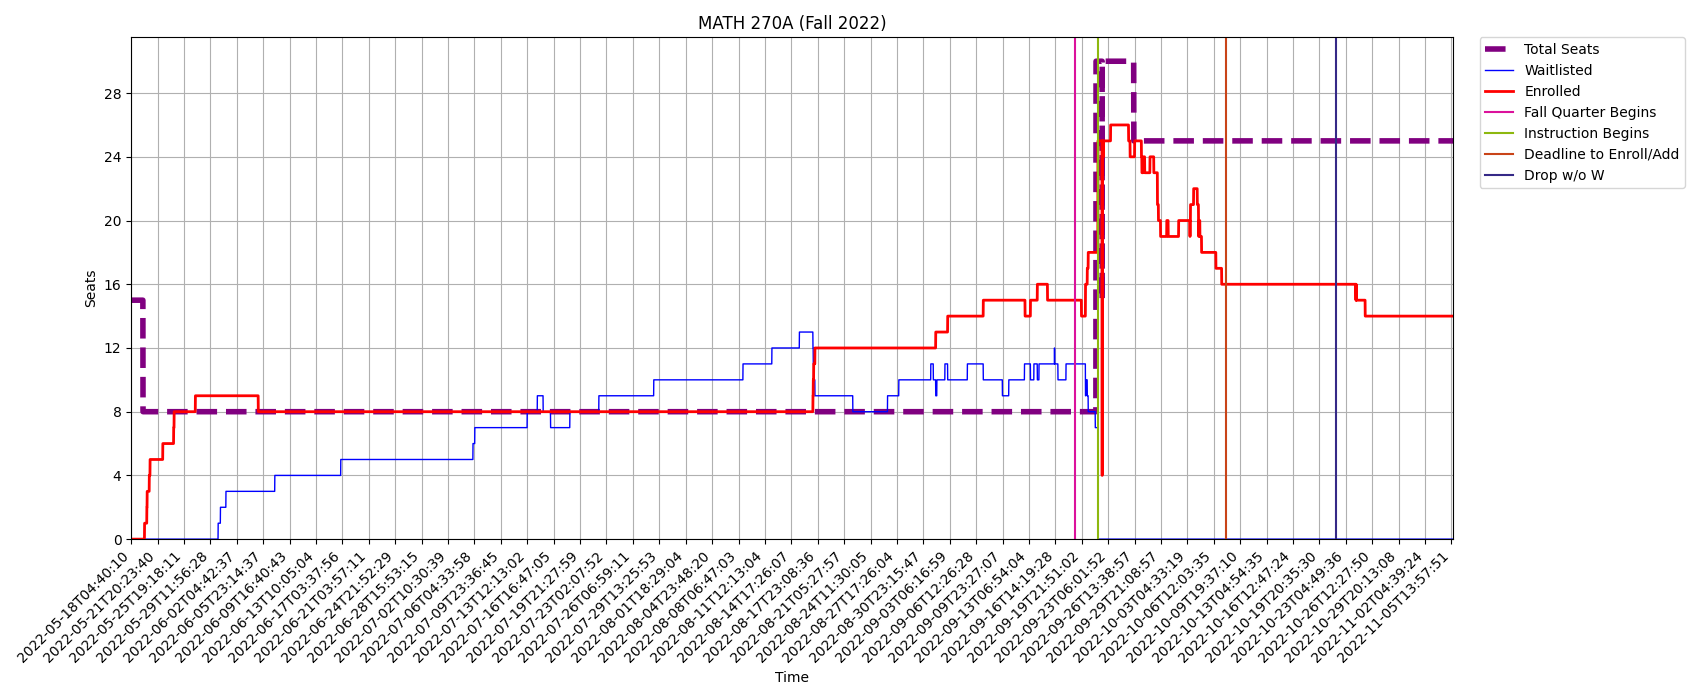 MATH 270A (Fall 2022)
Total Seats
Waitlisted
Enrolled
Fall Quarter Begins
Instruction Begins
Deadline to Enroll/Add
Drop w/o W
Seats
28
24
20
16
12
8
4
0
2022-05-18T04:40:10
2022-05-21T20:23:40
2022-05-25T19:18:11
2022-05-29T11:56:28
2022-06-02T04:42:37
2022-06-05T23:14:37
2022-06-09T16:40:43
2022-06-13T10:05:04
2022-06-17T03:37:56
2022-06-21T03:57:11
2022-06-24T21:52:29
2022-06-28T15:53:15
2022-07-02T10:30:39
2022-07-06T04:33:58
2022-07-09T23:36:45
2022-07-13T12:13:02
2022-07-16T16:47:05
2022-07-19T21:27:59
2022-07-23T02:07:52
2022-07-26T06:59:11
2022-07-29T13:25:53
2022-08-01T18:29:04
2022-08-04T23:48:20
2022-08-08T06:47:03
2022-08-11T12:13:04
2022-08-14T17:26:07
2022-08-17T23:08:36
2022-08-21T05:27:57
2022-08-24T11:30:05
2022-08-27T17:26:04
2022-08-30T23:15:47
2022-09-03T06:16:59
2022-09-06T12:26:28
2022-09-09T23:27:07
2022-09-13T06:54:04
2022-09-16T14:19:28
2022-09-19T21:51:02
2022-09-23T06:01:52
2022-09-26T13:38:57
2022-09-29T21:08:57
2022-10-03T04:33:19
2022-10-06T12:03:35
2022-10-09T19:37:10
2022-10-13T04:54:35
2022-10-16T12:47:24
2022-10-19T20:35:30
2022-10-23T04:49:36
2022-10-26T12:27:50
2022-10-29T20:13:08
2022-11-02T04:39:24
2022-11-05T13:57:51
Time